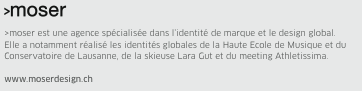 >moser
>moser est une agence spécialisée dans l'identité de marque et le design global.
Elle a notamment réalisé les identités globales de la Haute Ecole de Musique et du
Conservatoire de Lausanne, de la skieuse Lara Gut et du meeting Athletissima.
www.moserdesign.ch